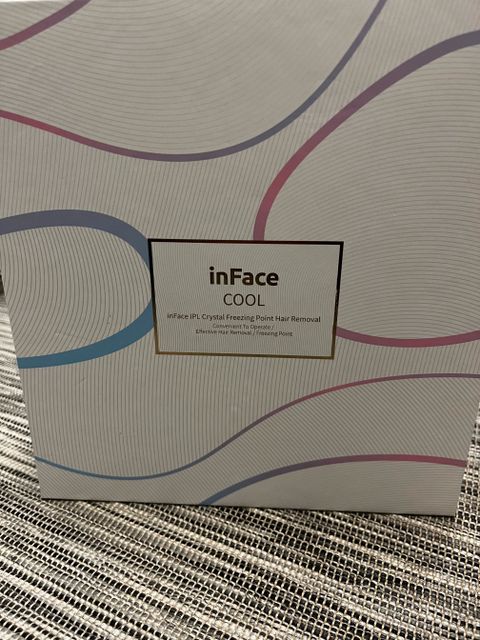 inFace
COOL
inFace IPL Crystal Freezing Point Hair Removal
Convenient To Operate /
Effective Hair Removal / Freezing Point